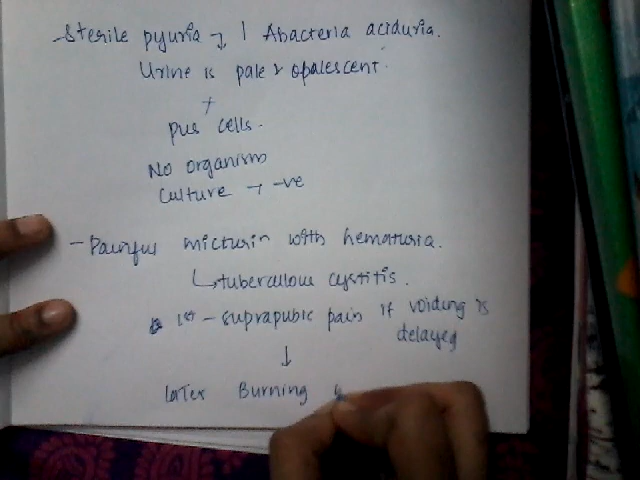 - Sterile pyuria → | Abacteria aciduria.
Urine is pale & opalescent.
+
pus cells.
No organism
Culture → -ve
- Painful micturin with hematuria.
↳ tuberculous cystitis.
1st - suprapubic pain if voiding is
delayed
↓
Later Burning